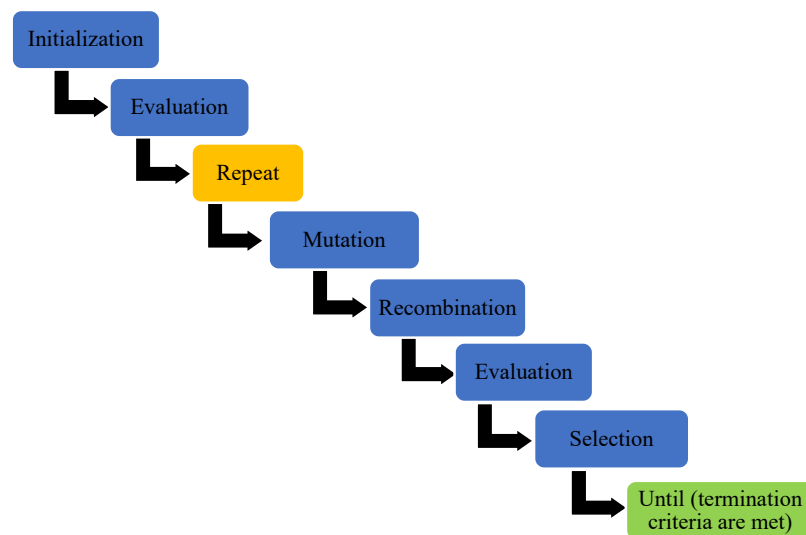 Initialization
Evaluation
Repeat
Mutation
Recombination
Evaluation
Selection
Until (termination
criteria are met)